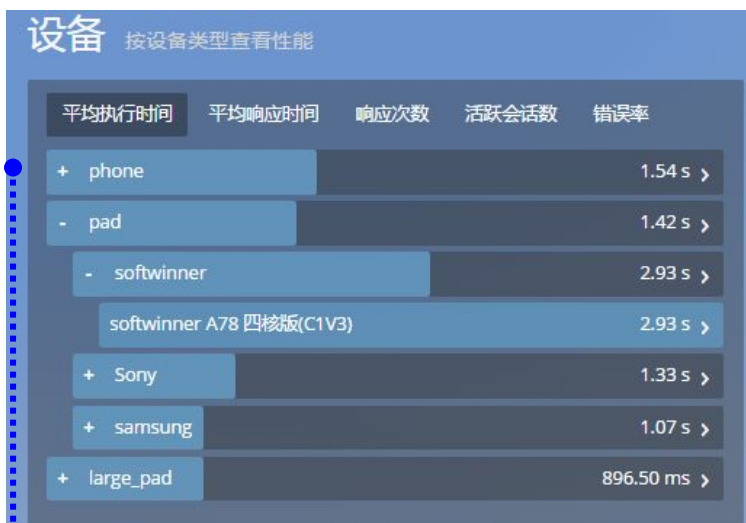 设备 按设备类型查看性能
平均执行时间 平均响应时间 响应次数 活跃会话数 错误率
+ phone 1.54 s >
- pad 1.42 s >
- softwinner 2.93 s >
softwinner A78 四核版(C1V3) 2.93 s >
+ Sony 1.33 s >
+ samsung 1.07 s >
+ large_pad 896.50 ms >